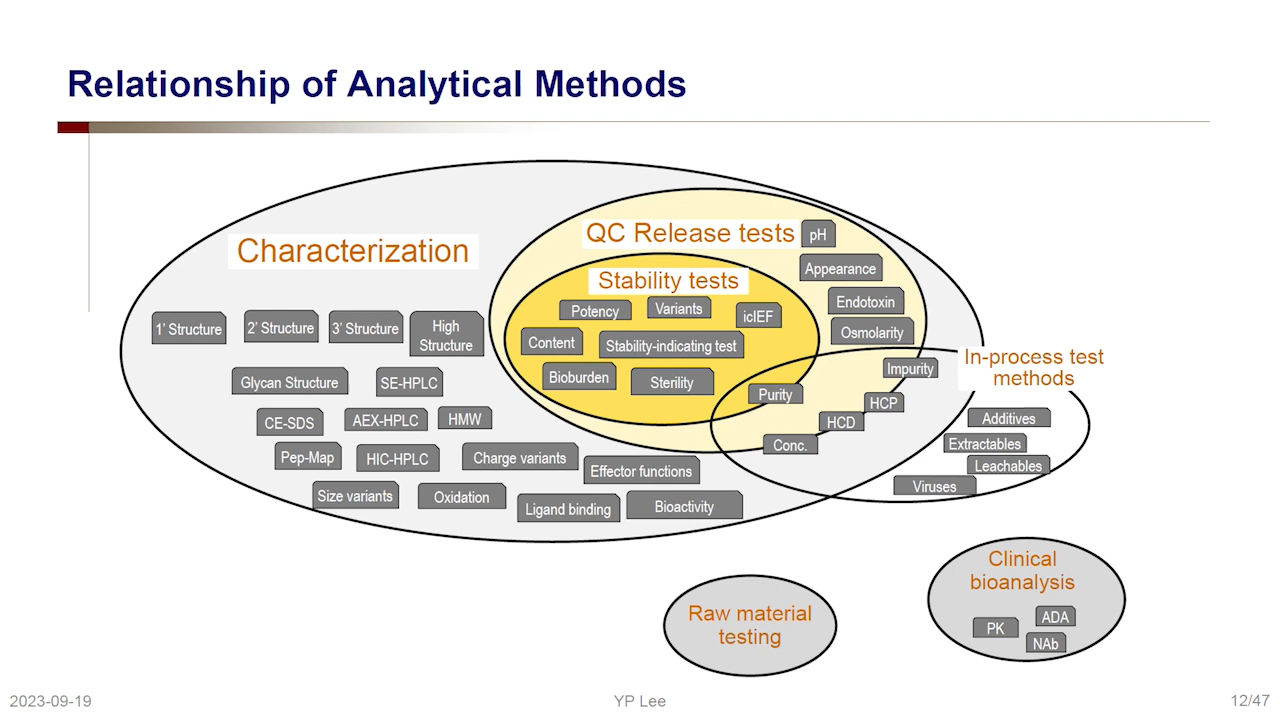 Relationship of Analytical Methods
Characterization
QC Release tests
Stability tests
In-process test
methods
pH
Appearance
Endotoxin
Osmolarity
Potency
Variants
icIEF
Content
Stability-indicating test
Bioburden
Sterility
Purity
Impurity
HCP
HCD
Conc.
1’ Structure
2’ Structure
3’ Structure
High
Structure
Glycan Structure
SE-HPLC
CE-SDS
AEX-HPLC
HMW
Pep-Map
HIC-HPLC
Charge variants
Effector functions
Size variants
Oxidation
Ligand binding
Bioactivity
Additives
Extractables
Leachables
Viruses
Raw material
testing
Clinical
bioanalysis
PK
ADA
NAb
2023-09-19
YP Lee
12/47